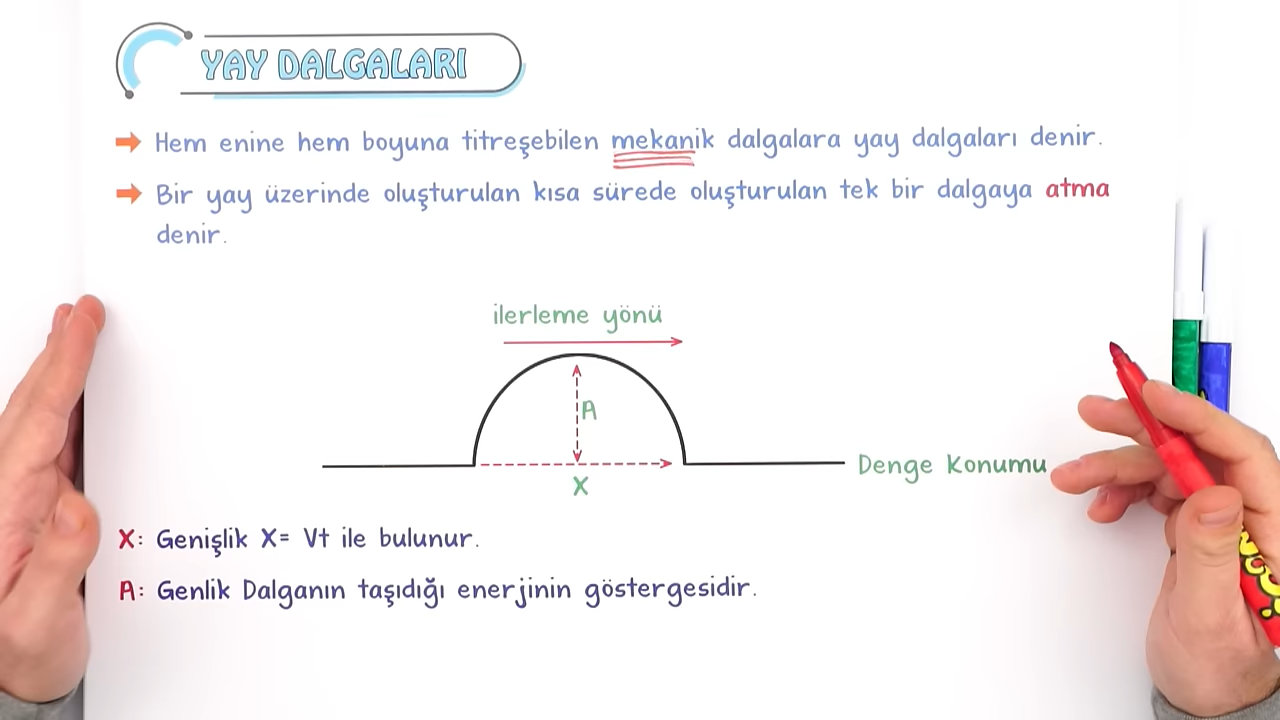 YAY DALGALARI
Hem enine hem boyuna titreşebilen mekanik dalgalara yay dalgaları denir.
Bir yay üzerinde oluşturulan kısa sürede oluşturulan tek bir dalgaya atma
denir.
ilerleme yönü
A
Denge Konumu
X
X: Genişlik X= Vt ile bulunur.
A: Genlik Dalganın taşıdığı enerjinin göstergesidir.